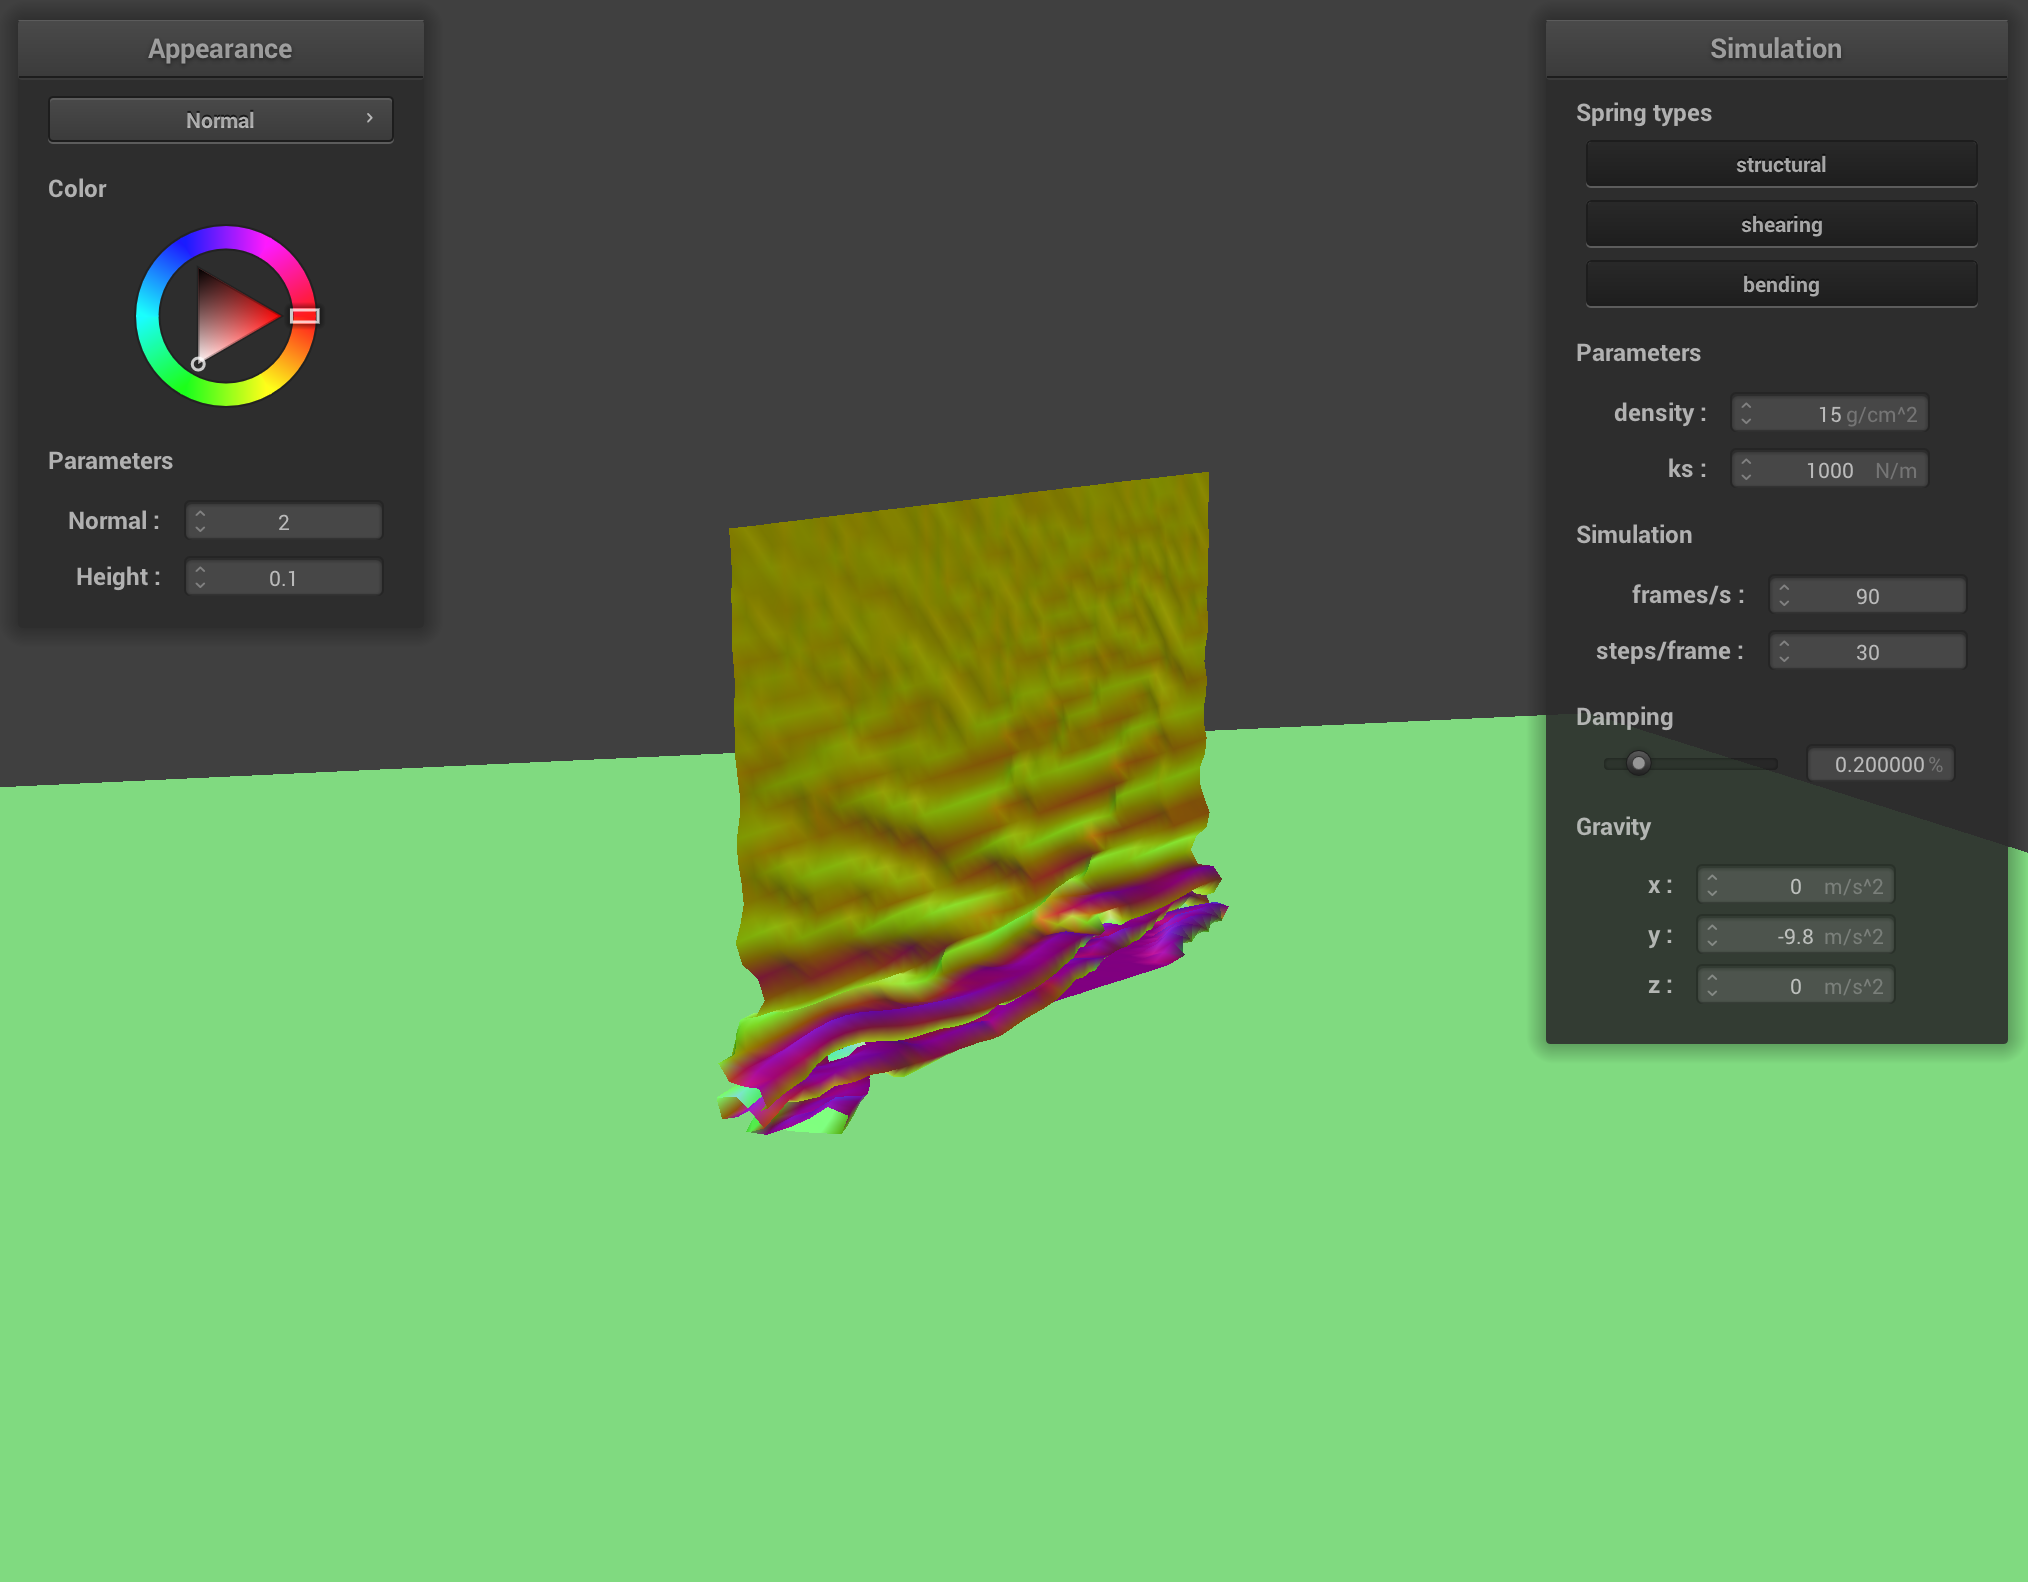 Appearance
Normal
Color
Parameters
Normal : 2
Height : 0.1
Simulation
Spring types
structural
shearing
bending
Parameters
density : 15 g/cm^2
ks : 1000 N/m
Simulation
frames/s : 90
steps/frame : 30
Damping
0.200000 %
Gravity
x : 0 m/s^2
y : -9.8 m/s^2
z : 0 m/s^2